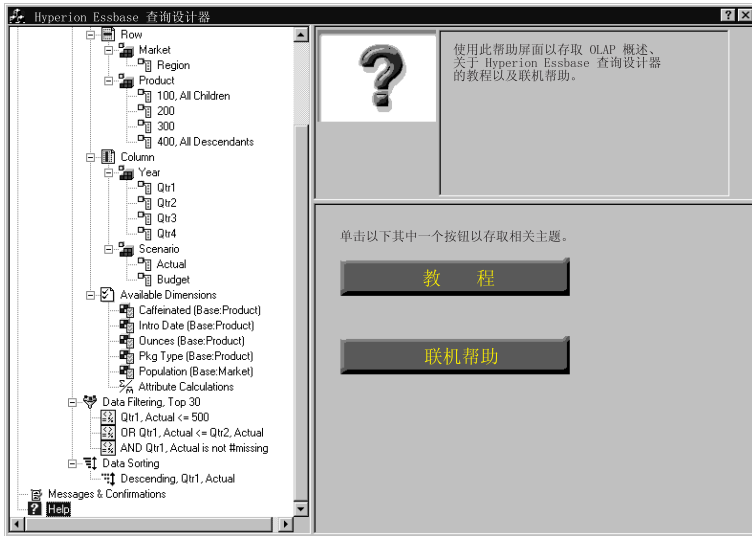 Hyperion Essbase 查询设计器
Row
Market
Region
Product
100, All Children
200
300
400, All Descendants
Column
Year
Qtr1
Qtr2
Qtr3
Qtr4
Scenario
Actual
Budget
Available Dimensions
Caffeinated (Base:Product)
Intro Date (Base:Product)
Ounces (Base:Product)
Pkg Type (Base:Product)
Population (Base:Market)
Attribute Calculations
Data Filtering, Top 30
Qtr1, Actual <= 500
OR Qtr1, Actual <= Qtr2, Actual
AND Qtr1, Actual is not #missing
Data Sorting
Descending, Qtr1, Actual
Messages & Confirmations
Help
使用此帮助屏面以存取 OLAP 概述、
关于 Hyperion Essbase 查询设计器
的教程以及联机帮助。
单击以下其中一个按钮以存取相关主题。
教 程
联机帮助